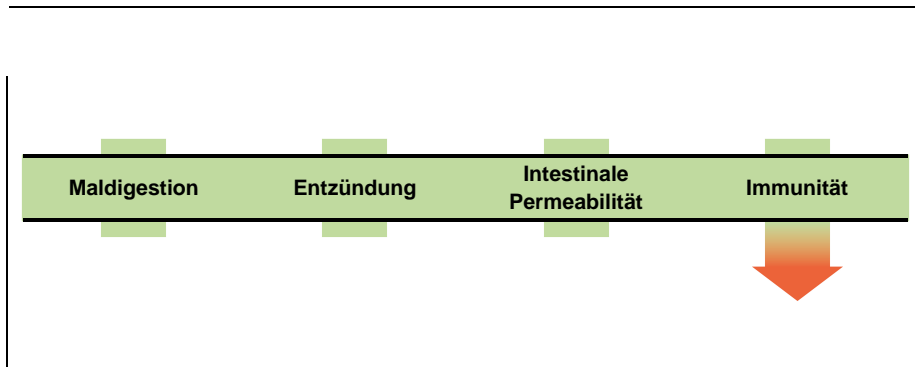 Maldigestion
Entzündung
Intestinale
Permeabilität
Immunität